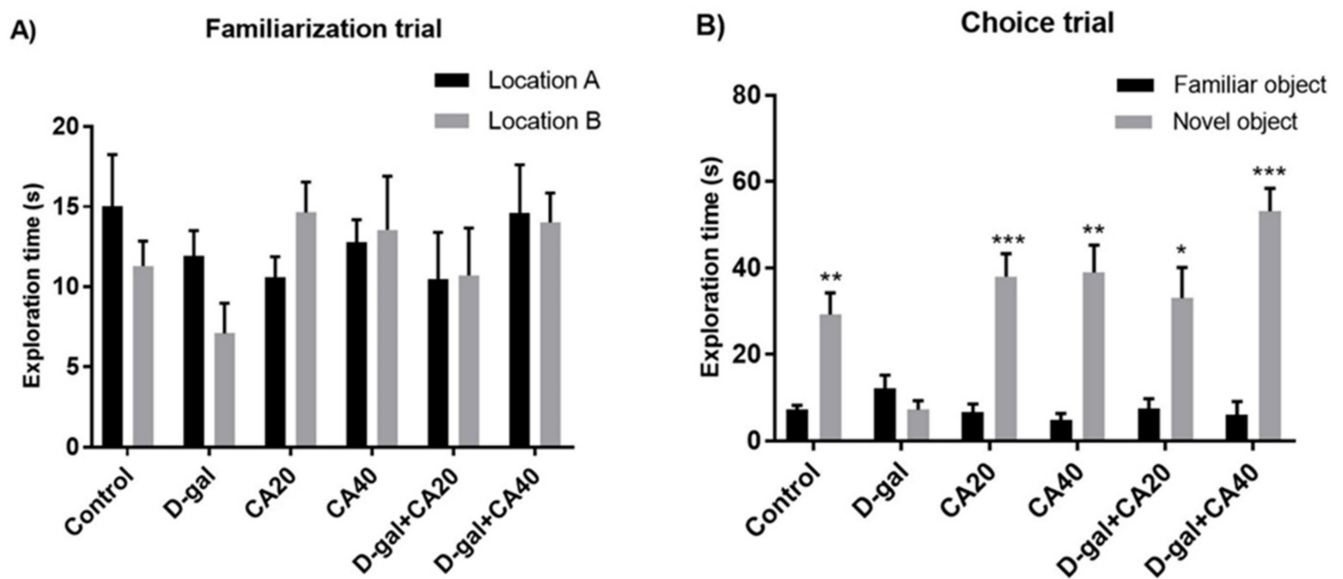 A)
Familiarization trial
Location A
Location B
Exploration time (s)
20
15
10
5
0
Control
D-gal
CA20
CA40
D-gal+CA20
D-gal+CA40
B)
Choice trial
Familiar object
Novel object
Exploration time (s)
80
60
40
20
0
**
***
**
*
***
Control
D-gal
CA20
CA40
D-gal+CA20
D-gal+CA40